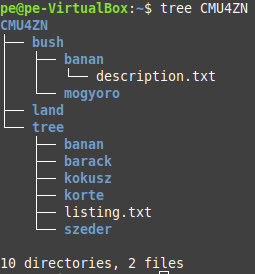 pe@pe-VirtualBox:~$ tree CMU4ZN
CMU4ZN
├── bush
│   ├── banan
│   │   └── description.txt
│   └── mogyoro
├── land
└── tree
    ├── banan
    ├── barack
    ├── kokusz
    ├── korte
    ├── listing.txt
    └── szeder

10 directories, 2 files